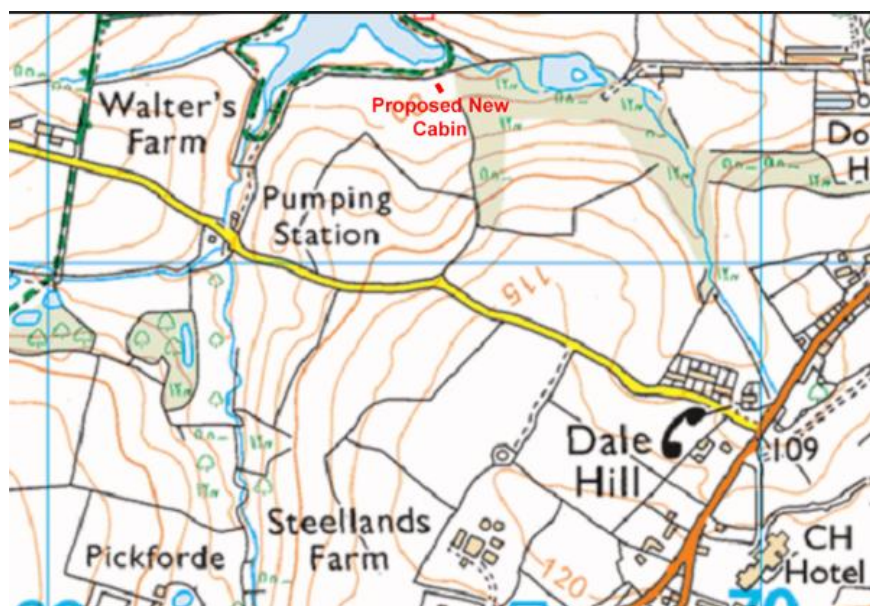 Walter's
Farm
Proposed New
Cabin
Pumping
Station
115
Dale
Hill
109
Steellands
Farm
Pickforde
120
CH
Hotel